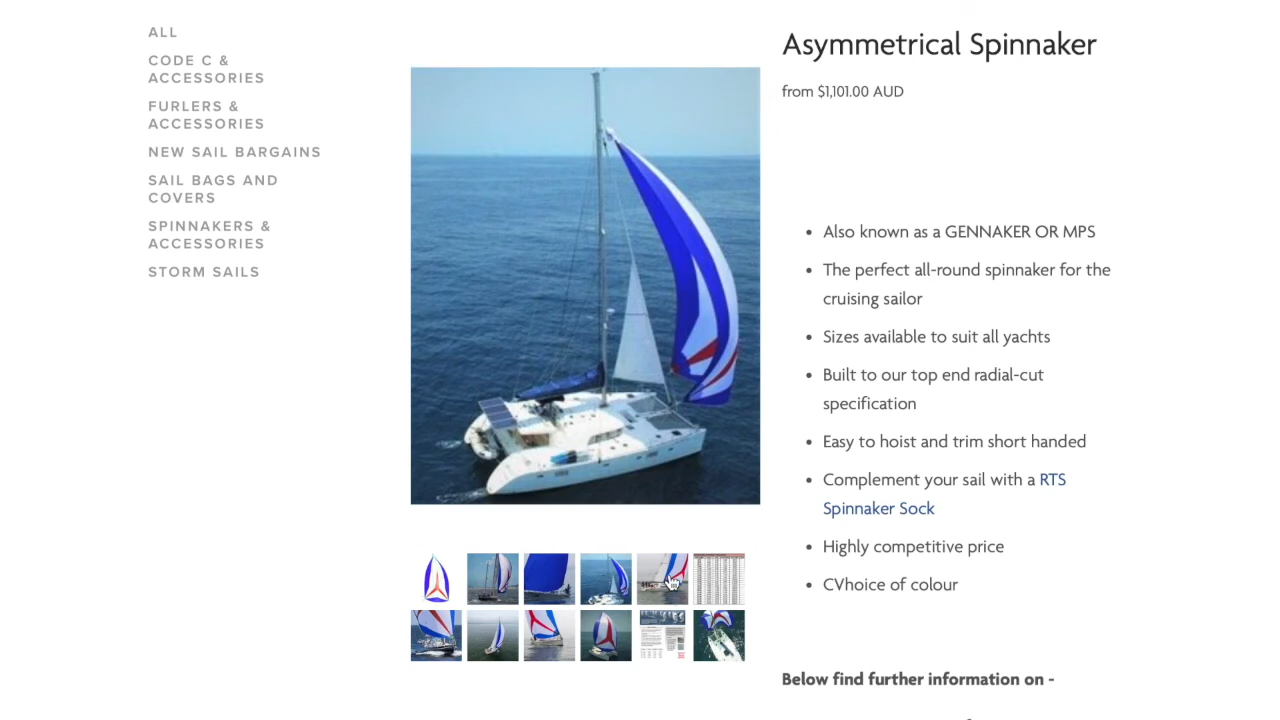 ALL
CODE C &
ACCESSORIES
FURLERS &
ACCESSORIES
NEW SAIL BARGAINS
SAIL BAGS AND
COVERS
SPINNAKERS &
ACCESSORIES
STORM SAILS
Asymmetrical Spinnaker
from $1,101.00 AUD
• Also known as a GENNAKER OR MPS
• The perfect all-round spinnaker for the
cruising sailor
• Sizes available to suit all yachts
• Built to our top end radial-cut
specification
• Easy to hoist and trim short handed
• Complement your sail with a RTS
Spinnaker Sock
• Highly competitive price
• CVhoice of colour
Below find further information on -